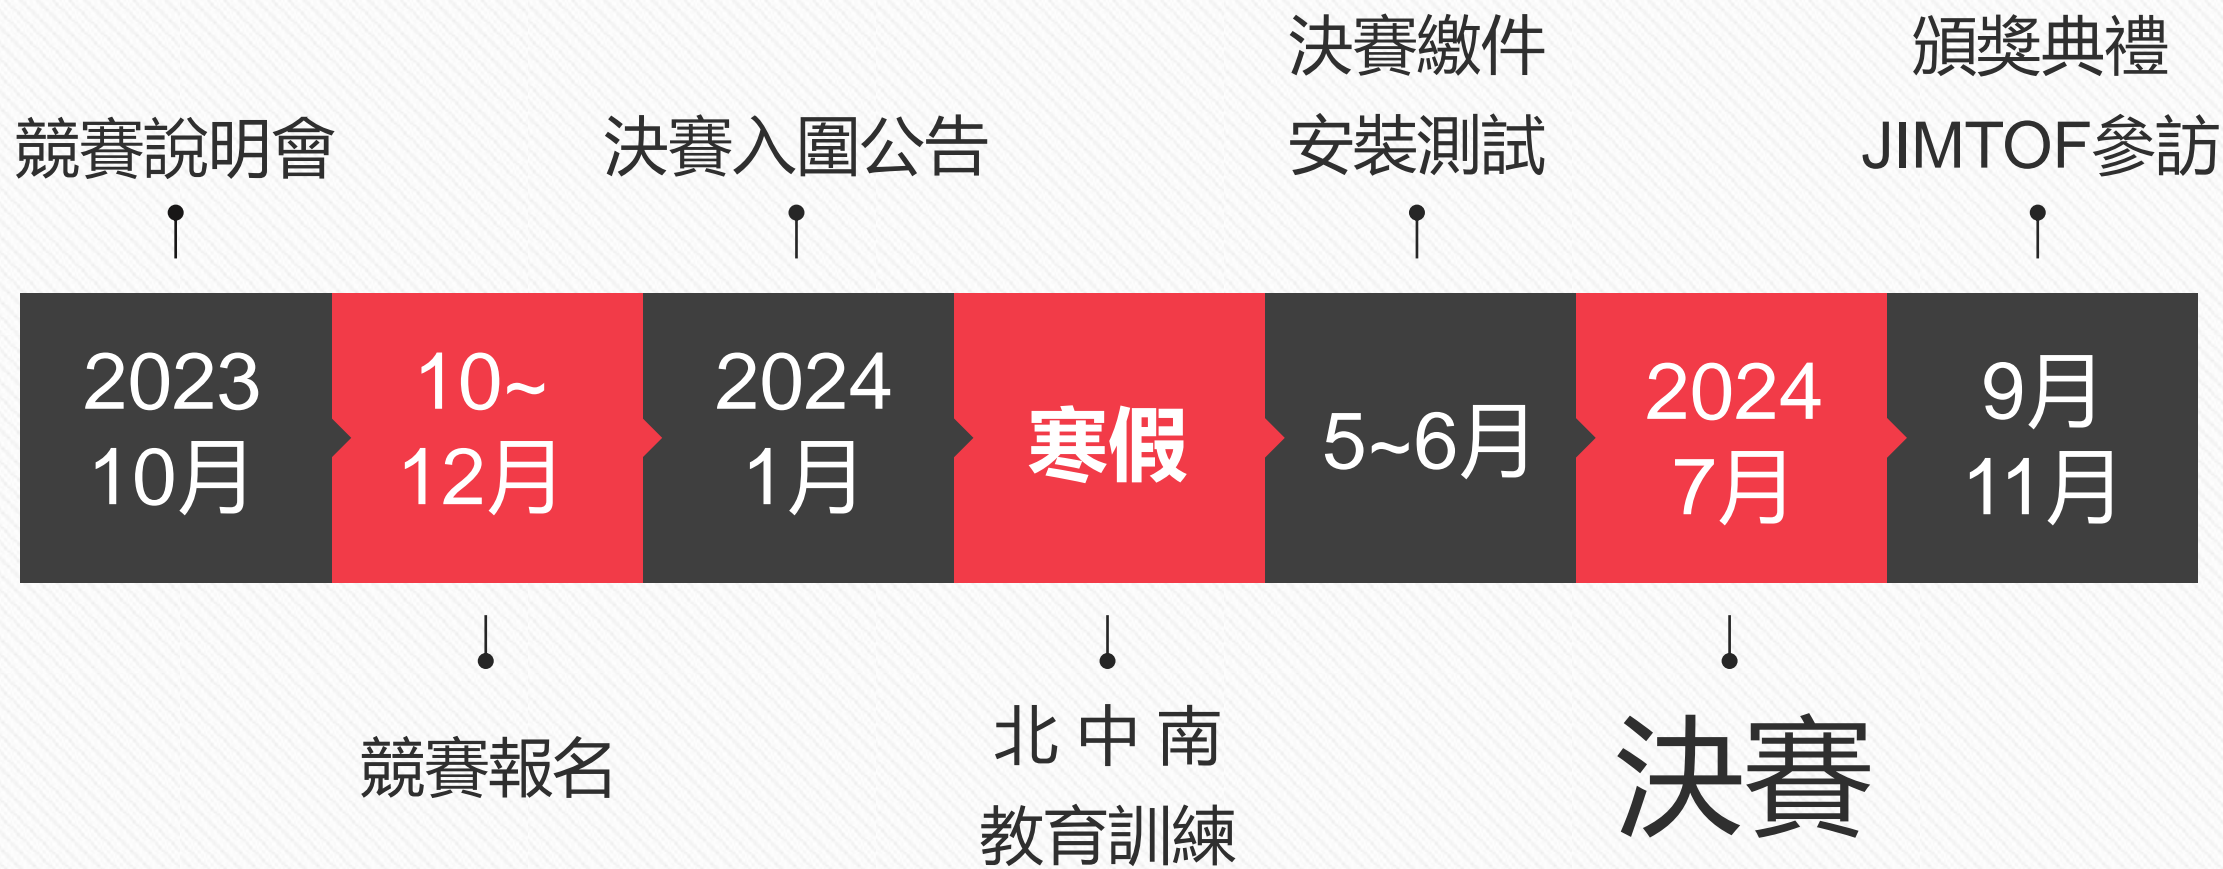 競賽說明會
決賽入圍公告
決賽繳件
安裝測試
頒獎典禮
JIMTOF參訪
2023
10月
10~
12月
2024
1月
寒假
5~6月
2024
7月
9月
11月
競賽報名
北中南
教育訓練
決賽